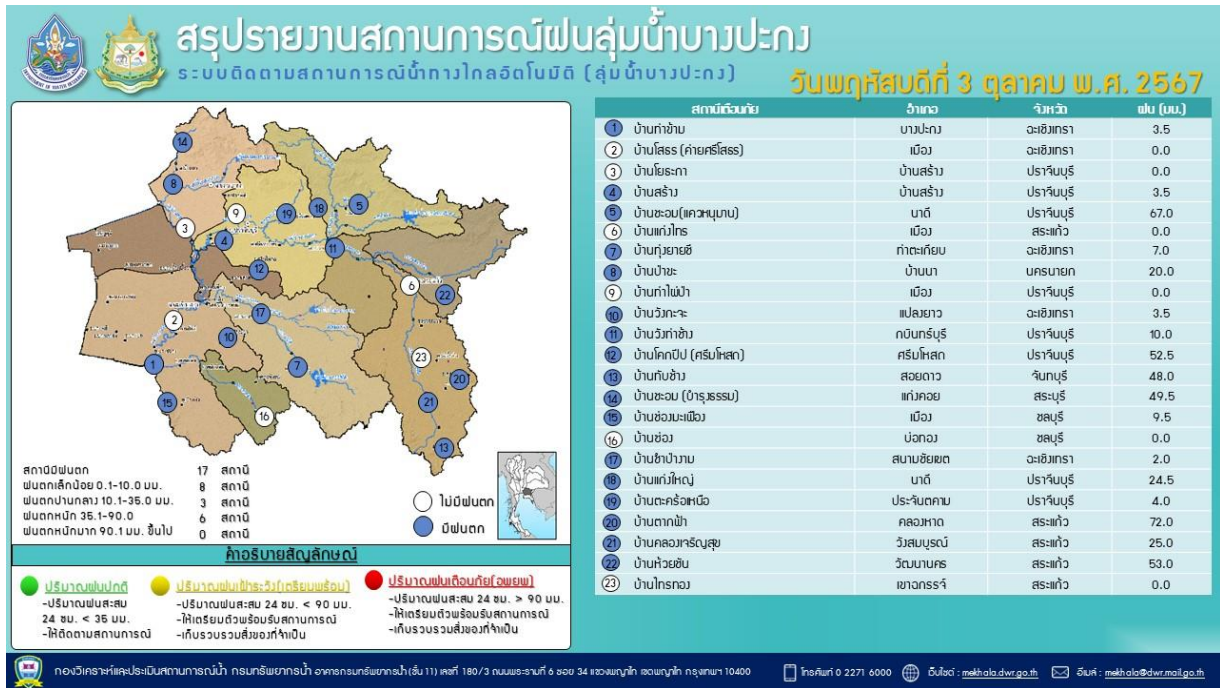 สรุปรายงานสถานการณ์ฝนลุ่มน้ำบางปะกง
ระบบติดตามสถานการณ์น้ำทางไกลอัตโนมัติ (ลุ่มน้ำบางปะกง)
วันพฤหัสบดีที่ 3 ตุลาคม พ.ศ. 2567
สถานีเตือนภัย อำเภอ จังหวัด ฝน (มม.)
1 บ้านท่าข้าม บางปะกง ฉะเชิงเทรา 3.5
2 บ้านโสธร (ค่ายศรีโสธร) เมือง ฉะเชิงเทรา 0.0
3 บ้านโยธะกา บ้านสร้าง ปราจีนบุรี 0.0
4 บ้านสร้าง บ้านสร้าง ปราจีนบุรี 3.5
5 บ้านชะอม(แควหนุมาน) นาดี ปราจีนบุรี 67.0
6 บ้านแก่งไทร เมือง สระแก้ว 0.0
7 บ้านทุ่งยายชี ท่าตะเกียบ ฉะเชิงเทรา 7.0
8 บ้านป่าขะ บ้านนา นครนายก 20.0
9 บ้านท่าไผ่ป่า เมือง ปราจีนบุรี 0.0
10 บ้านวังกะจะ แปลงยาว ฉะเชิงเทรา 3.5
11 บ้านวังท่าช้าง กบินทร์บุรี ปราจีนบุรี 10.0
12 บ้านโคกปีป (ศรีมโหสถ) ศรีมโหสถ ปราจีนบุรี 52.5
13 บ้านทับช้าง สอยดาว จันทบุรี 48.0
14 บ้านชะอม (บำรุงธรรม) แก่งคอย สระบุรี 49.5
15 บ้านช่องมะเฟือง เมือง ชลบุรี 9.5
16 บ้านช่อง บ่อทอง ชลบุรี 0.0
17 บ้านชำป่างาม สนามชัยเขต ฉะเชิงเทรา 2.0
18 บ้านแก่งใหญ่ นาดี ปราจีนบุรี 24.5
19 บ้านตะคร้อเหนือ ประจันตคาม ปราจีนบุรี 4.0
20 บ้านตากฟ้า คลองหาด สระแก้ว 72.0
21 บ้านคลองเจริญสุข วังสมบูรณ์ สระแก้ว 25.0
22 บ้านห้วยชัน วัฒนานคร สระแก้ว 53.0
23 บ้านไทรทอง เขาฉกรรจ์ สระแก้ว 0.0
14
8
3
9
19
18
5
4
11
12
6
22
2
17
10
1
7
23
20
15
16
21
13
สถานีมีฝนตก 17 สถานี
ฝนตกเล็กน้อย 0.1-10.0 มม. 8 สถานี
ฝนตกปานกลาง 10.1-35.0 มม. 3 สถานี
ฝนตกหนัก 35.1-90.0 6 สถานี
ฝนตกหนักมาก 90.1 มม. ขึ้นไป 0 สถานี
ไม่มีฝนตก
มีฝนตก
คำอธิบายสัญลักษณ์
ปริมาณฝนปกติ
-ปริมาณฝนสะสม
24 ชม. < 35 มม.
-ให้ติดตามสถานการณ์
ปริมาณฝนเฝ้าระวัง(เตรียมพร้อม)
-ปริมาณฝนสะสม 24 ชม. < 90 มม.
-ให้เตรียมตัวพร้อมรับสถานการณ์
-เก็บรวบรวมสิ่งของที่จำเป็น
ปริมาณฝนเตือนภัย(อพยพ)
-ปริมาณฝนสะสม 24 ชม. > 90 มม.
-ให้เตรียมตัวพร้อมรับสถานการณ์
-เก็บรวบรวมสิ่งของที่จำเป็น
กองวิเคราะห์และประเมินสถานการณ์น้ำ กรมทรัพยากรน้ำ อาคารกรมทรัพยากรน้ำ(ชั้น 11) เลขที่ 180/3 ถนนพระรามที่ 6 ซอย 34 แขวงพญาไท เขตพญาไท กรุงเทพฯ 10400
โทรศัพท์ 0 2271 6000
เว็บไซต์ : mekhala.dwr.go.th
อีเมล์ : mekhala@dwr.mail.go.th